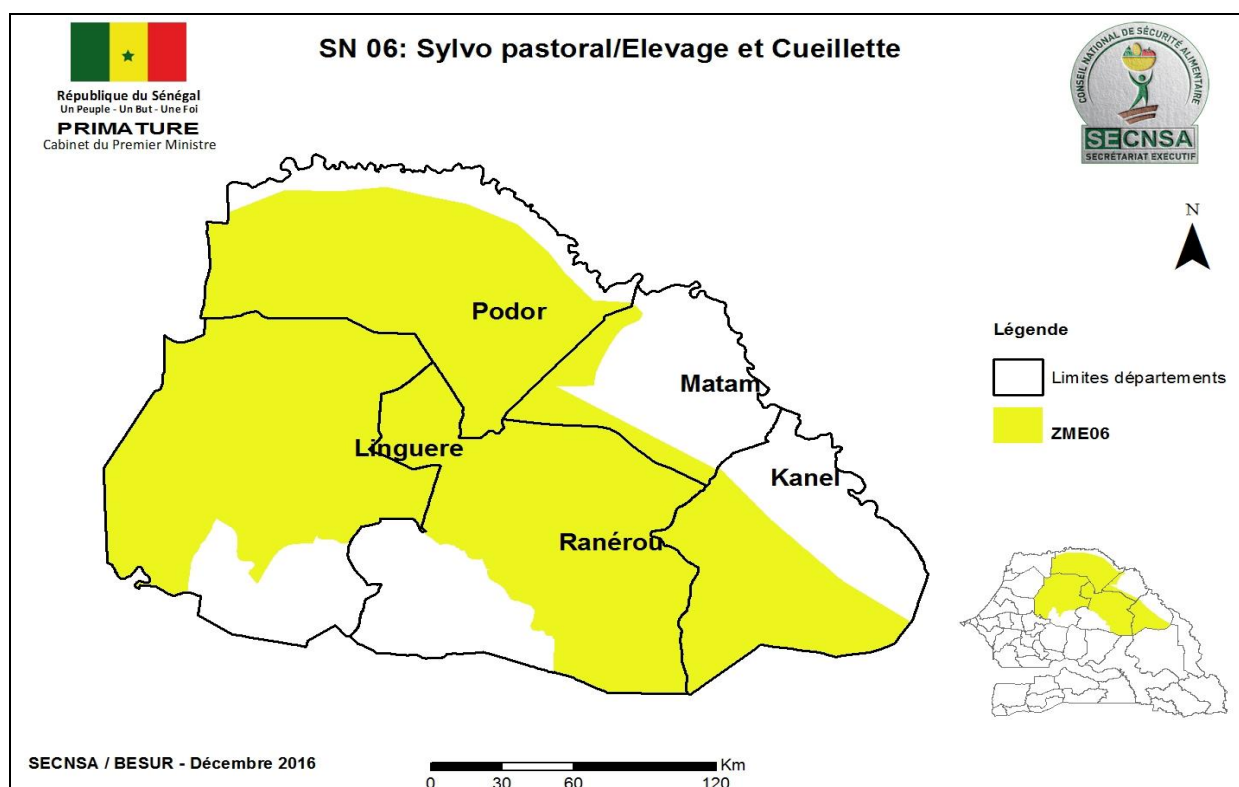 SN 06: Sylvo pastoral/Elevage et Cueillette
République du Sénégal
Un Peuple - Un But - Une Foi
PRIMATURE
Cabinet du Premier Ministre
CONSEIL NATIONAL DE SÉCURITÉ ALIMENTAIRE
SECNSA
SECRÉTARIAT EXECUTIF
N
Podor
Matam
Linguere
Kanel
Ranérou
Légende
Limites départements
ZME06
SECNSA / BESUR - Décembre 2016
Km
0 30 60 120